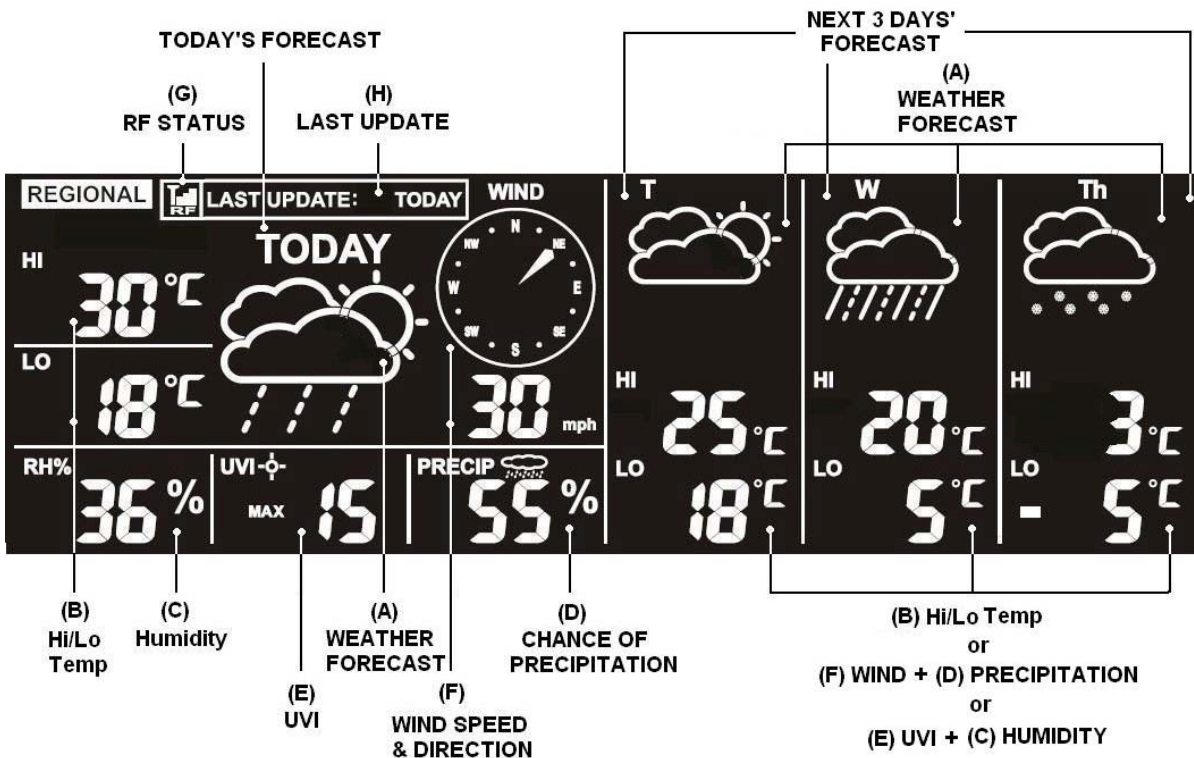 NEXT 3 DAYS'
FORECAST
TODAY'S FORECAST
(A)
WEATHER
FORECAST
(G)
RF STATUS
(H)
LAST UPDATE
REGIONAL
RF
LAST UPDATE: TODAY
WIND
TODAY
HI
30°C
LO
18°C
N
NE
E
SE
S
SW
W
NW
30 mph
RH%
36%
UVI
MAX 15
PRECIP
55%
T
HI
25°C
LO
18°C
W
HI
20°C
LO
5°C
Th
HI
3°C
LO
-5°C
(B)
Hi/Lo
Temp
(C)
Humidity
(E)
UVI
(A)
WEATHER
FORECAST
(F)
WIND SPEED
& DIRECTION
(D)
CHANCE OF
PRECIPITATION
(B) Hi/Lo Temp
or
(F) WIND + (D) PRECIPITATION
or
(E) UVI + (C) HUMIDITY